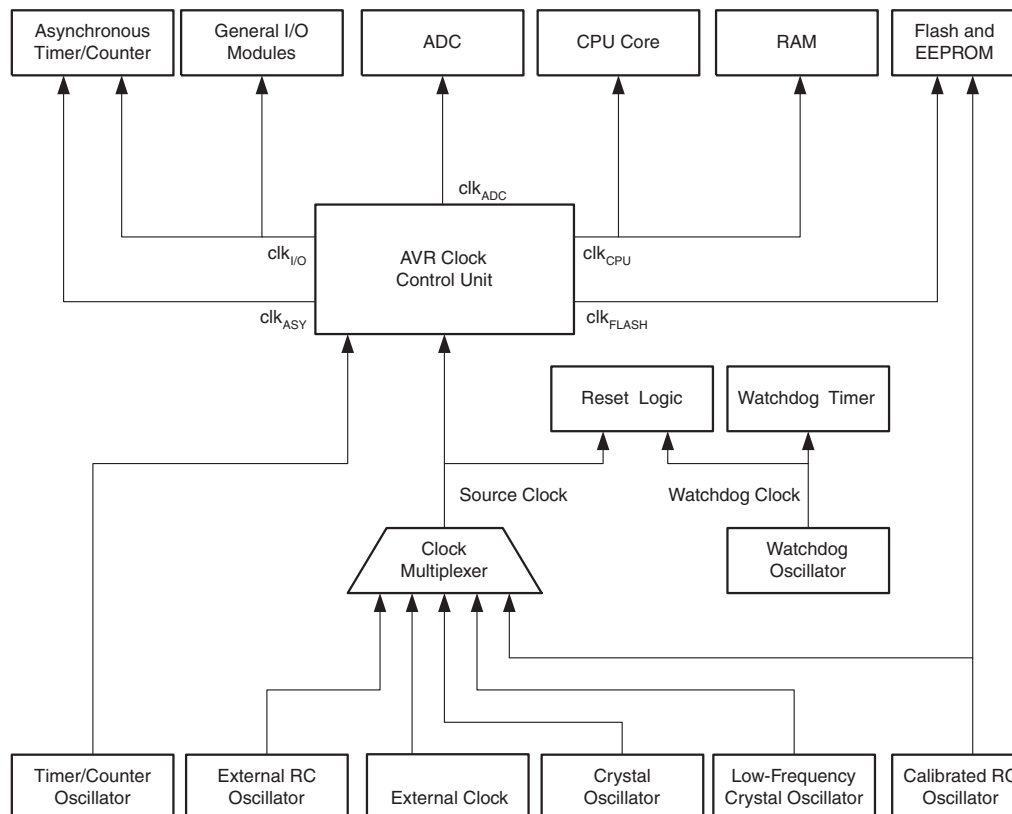 Asynchronous
Timer/Counter
General I/O
Modules
ADC
CPU Core
RAM
Flash and
EEPROM
clkADC
clkI/O
AVR Clock
Control Unit
clkCPU
clkASY
clkFLASH
Reset Logic
Watchdog Timer
Source Clock
Watchdog Clock
Clock
Multiplexer
Watchdog
Oscillator
Timer/Counter
Oscillator
External RC
Oscillator
External Clock
Crystal
Oscillator
Low-Frequency
Crystal Oscillator
Calibrated RC
Oscillator